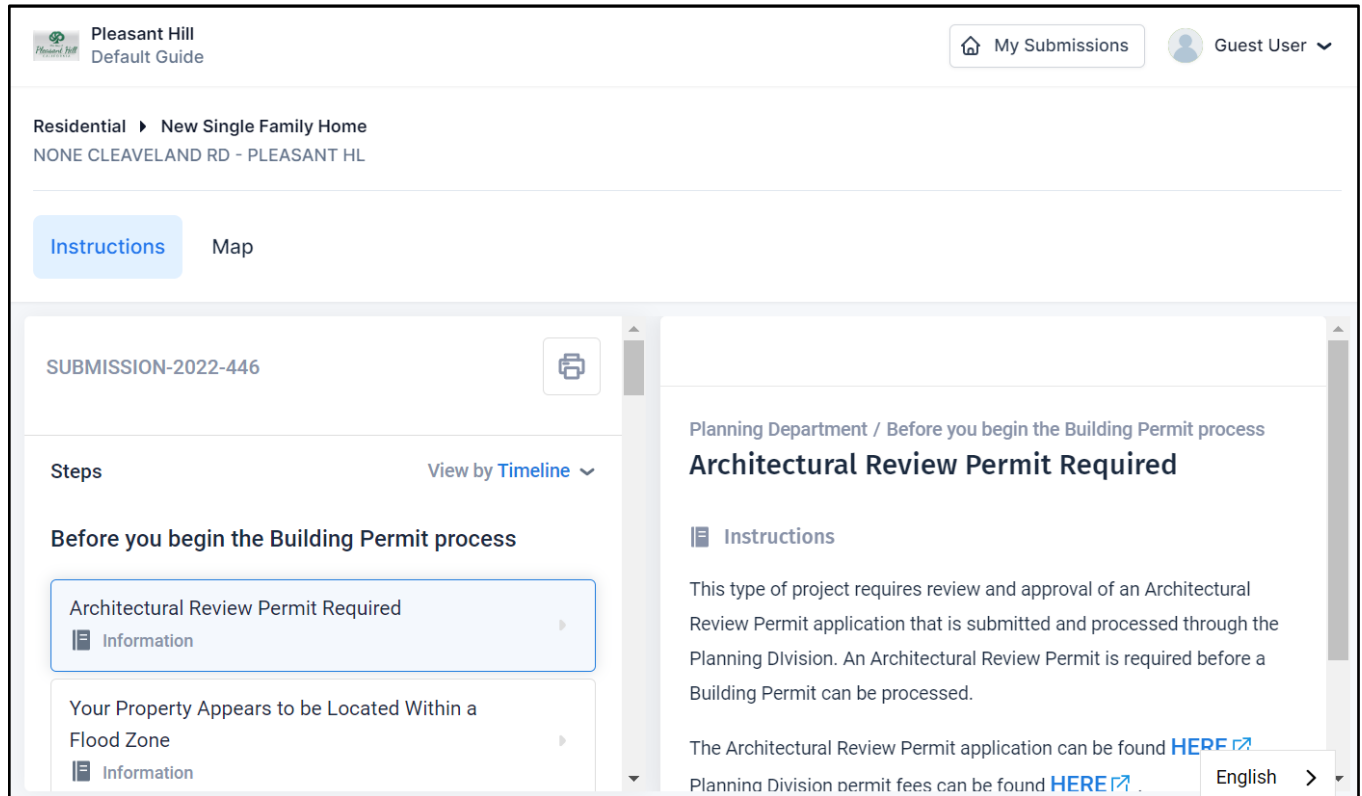 Pleasant Hill
Default Guide
My Submissions
Guest User
Residential New Single Family Home
NONE CLEAVELAND RD - PLEASANT HL
Instructions Map
SUBMISSION-2022-446
Steps
View by Timeline
Before you begin the Building Permit process
Architectural Review Permit Required
Information
Your Property Appears to be Located Within a
Flood Zone
Information
Planning Department / Before you begin the Building Permit process
Architectural Review Permit Required
Instructions
This type of project requires review and approval of an Architectural
Review Permit application that is submitted and processed through the
Planning DIvision. An Architectural Review Permit is required before a
Building Permit can be processed.
The Architectural Review Permit application can be found HERE
Planning Division permit fees can be found HERE .
English